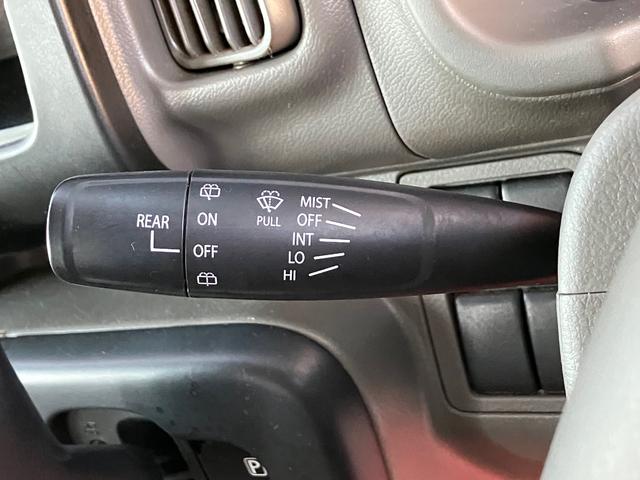 REAR
ON
OFF
PULL
MIST
OFF
INT
LO
HI
P